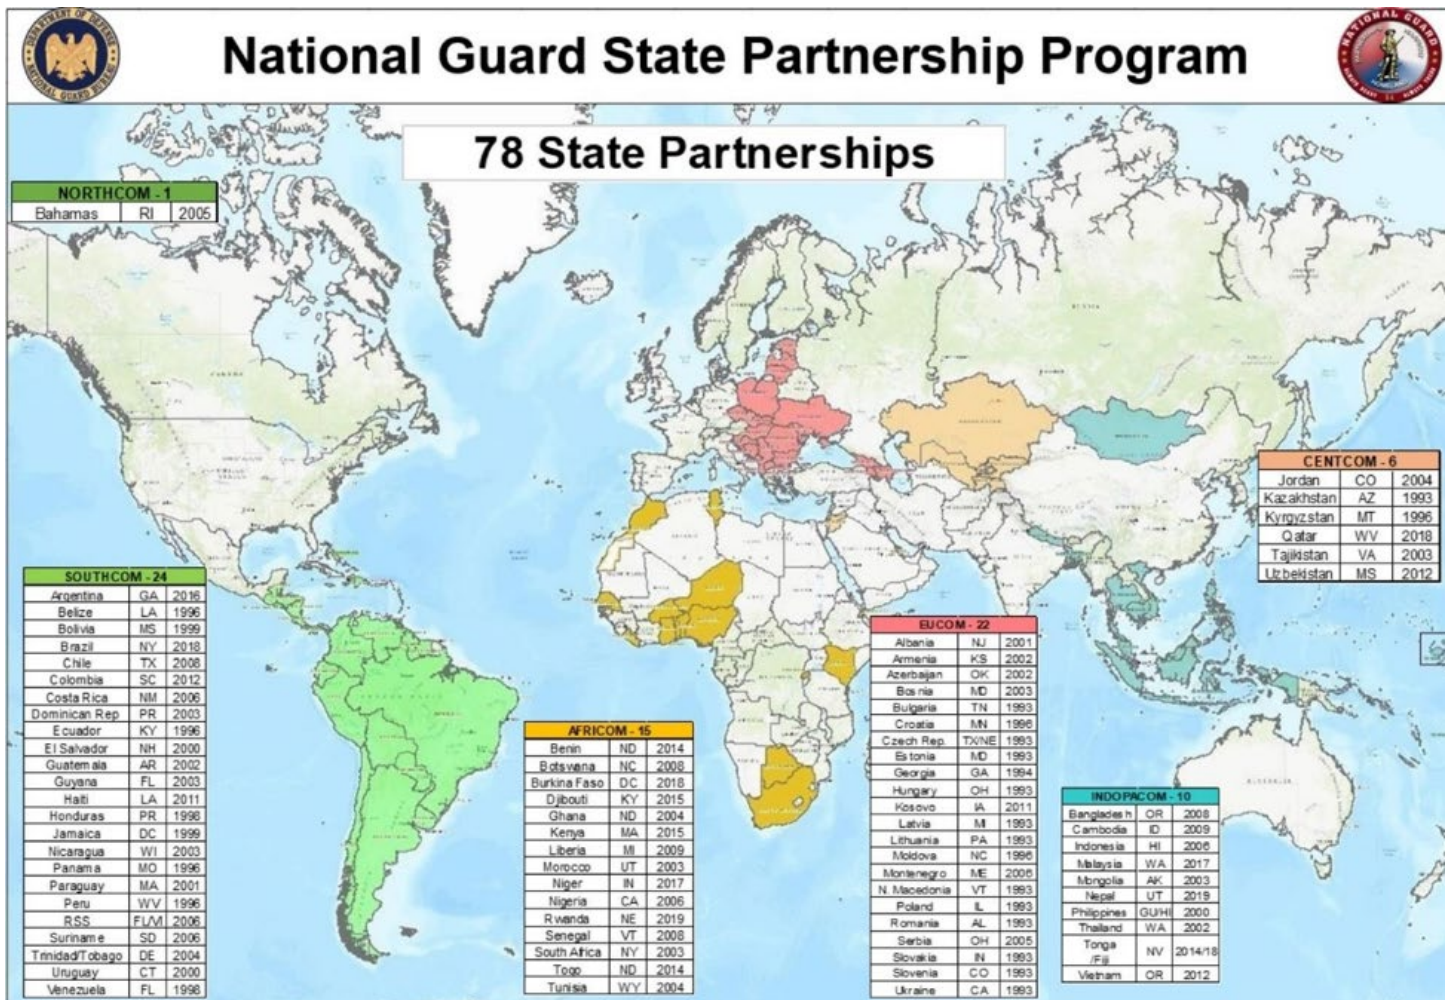 National Guard State Partnership Program
78 State Partnerships
NORTHCOM - 1
Bahamas RI 2005
CENTCOM - 6
Jordan CO 2004
Kazakhstan AZ 1993
Kyrgyzstan MT 1996
Qatar WV 2018
Tajikistan VA 2003
Uzbekistan MS 2012
SOUTHCOM - 24
Argentina GA 2016
Belize LA 1996
Bolivia MS 1999
Brazil NY 2018
Chile TX 2008
Colombia SC 2012
Costa Rica NM 2006
Dominican Rep PR 2003
Ecuador KY 1996
El Salvador NH 2000
Guatemala AR 2002
Guyana FL 2003
Haiti LA 2011
Honduras PR 1998
Jamaica DC 1999
Nicaragua WI 2003
Panama MO 1996
Paraguay MA 2001
Peru WV 1996
RSS FL/VI 2006
Suriname SD 2006
Trinidad/Tobago DE 2004
Uruguay CT 2000
Venezuela FL 1998
AFRICOM - 15
Benin ND 2014
Botswana NC 2008
Burkina Faso DC 2018
Djibouti KY 2015
Ghana ND 2004
Kenya MA 2015
Liberia MI 2009
Morocco UT 2003
Niger IN 2017
Nigeria CA 2006
Rwanda NE 2019
Senegal VT 2008
South Africa NY 2003
Togo ND 2014
Tunisia WY 2004
EUCOM - 22
Albania NJ 2001
Armenia KS 2002
Azerbaijan OK 2002
Bosnia MD 2003
Bulgaria TN 1993
Croatia MN 1996
Czech Rep. TX/NE 1993
Estonia MD 1993
Georgia GA 1994
Hungary OH 1993
Kosovo IA 2011
Latvia MI 1993
Lithuania PA 1993
Moldova NC 1996
Montenegro ME 2006
N. Macedonia VT 1993
Poland IL 1993
Romania AL 1993
Serbia OH 2005
Slovakia IN 1993
Slovenia CO 1993
Ukraine CA 1993
INDOPACOM - 10
Bangladesh OR 2008
Cambodia ID 2009
Indonesia HI 2006
Malaysia WA 2017
Mongolia AK 2003
Nepal UT 2019
Philippines GU/HI 2000
Thailand WA 2002
Tonga
/Fiji NV 2014/18
Vietnam OR 2012